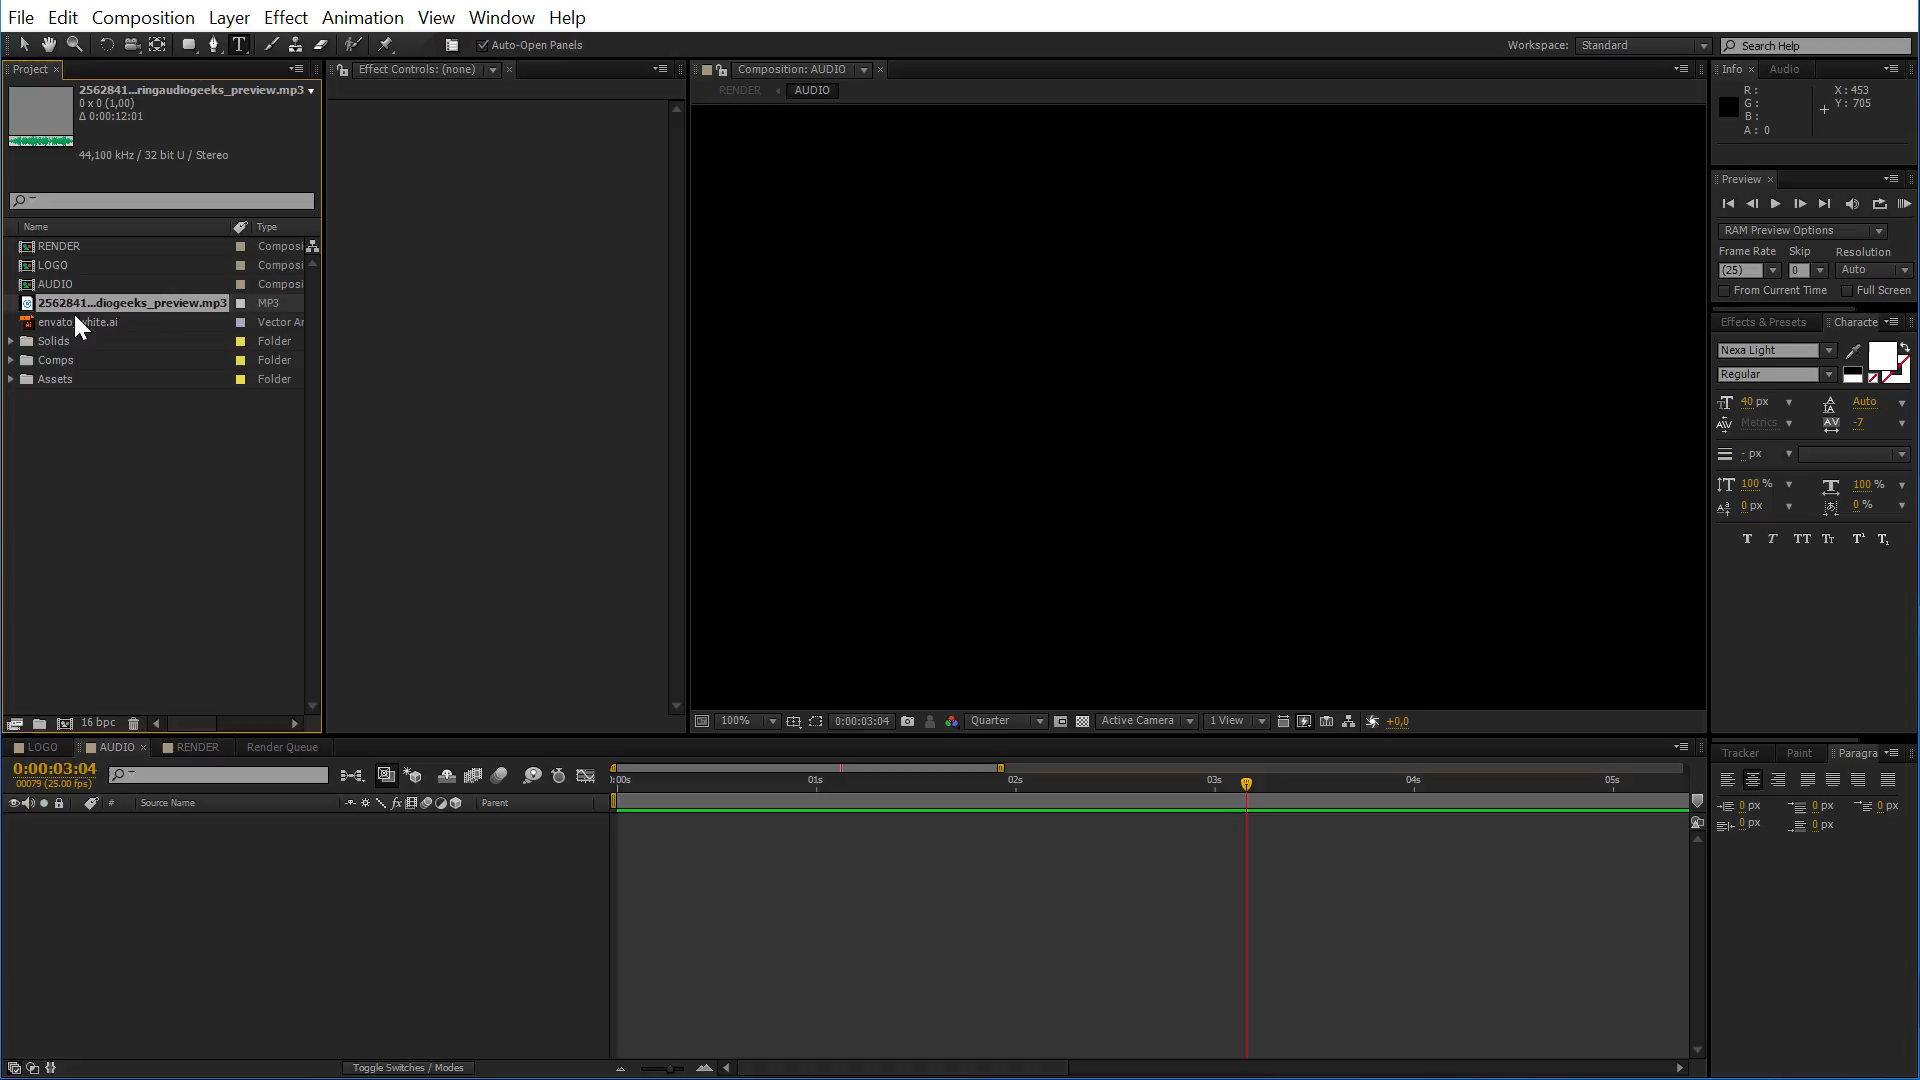 File Edit Composition Layer Effect Animation View Window Help
T Auto-Open Panels Workspace: Standard Search Help
Project × Effect Controls: (none) × Composition: AUDIO × Info × Audio
2562841...ringaudiogeeks_preview.mp3
0 x 0 (1,00)
Δ 0:00:12:01
44,100 kHz / 32 bit U / Stereo
RENDER AUDIO
R : X : 453
G : Y : 705
B :
A : 0
Name Type
RENDER Composi
LOGO Composi
AUDIO Composi
2562841...diogeeks_preview.mp3 MP3
Vector Ar
Solids Folder
Comps Folder
Assets Folder
Preview ×
RAM Preview Options
Frame Rate Skip Resolution
(25) 0 Auto
From Current Time Full Screen
Effects & Presets Characte
Nexa Light
Regular
40 px Auto
Metrics -7
- px
100 % 100 %
0 px 0 %
T T TT Tt T¹ T₁
16 bpc
100% 0:00:03:04 Quarter Active Camera 1 View +0,0
LOGO AUDIO × RENDER Render Queue
0:00:03:04
00079 (25.00 fps)
# Source Name fx Parent
):00s 01s 02s 03s 04s 05s
Tracker Paint Paragra
0 px 0 px 0 px
0 px 0 px
Toggle Switches / Modes